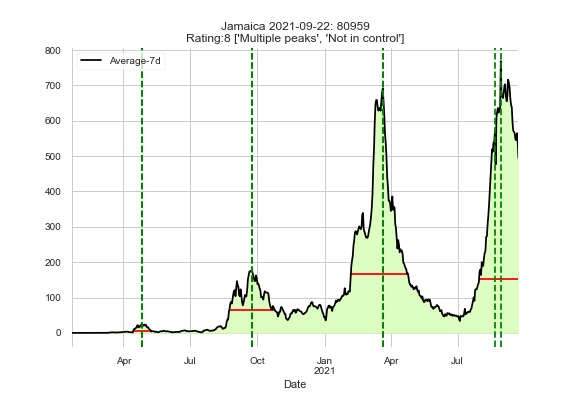 Jamaica 2021-09-22: 80959
Rating:8 ['Multiple peaks', 'Not in control']
800
Average-7d
700
600
500
400
300
200
100
0
Apr
Jul
Oct
Jan
2021
Apr
Jul
Date